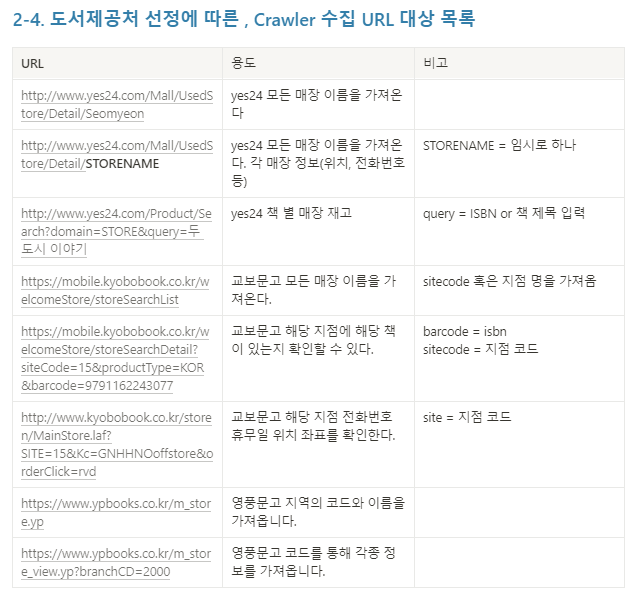 2-4. 도서제공처 선정에 따른 , Crawler 수집 URL 대상 목록
URL
용도
비고
http://www.yes24.com/Mall/UsedS
tore/Detail/Seomyeon
yes24 모든 매장 이름을 가져온
다
http://www.yes24.com/Mall/UsedS
tore/Detail/STORENAME
yes24 모든 매장 이름을 가져온
다. 각 매장 정보(위치, 전화번호
등)
STORENAME = 임시로 하나
http://www.yes24.com/Product/Se
arch?domain=STORE&query=두
도시 이야기
yes24 책 별 매장 재고
query = ISBN or 책 제목 입력
https://mobile.kyobobook.co.kr/w
elcomeStore/storeSearchList
교보문고 모든 매장 이름을 가
져온다.
sitecode 혹은 지점 명을 가져옴
https://mobile.kyobobook.co.kr/w
elcomeStore/storeSearchDetail?
siteCode=15&productType=KOR
&barcode=9791162243077
교보문고 해당 지점에 해당 책
이 있는지 확인할 수 있다.
barcode = isbn
sitecode = 지점 코드
http://www.kyobobook.co.kr/store
n/MainStore.laf?
SITE=15&Kc=GNHHNOoffstore&o
rderClick=rvd
교보문고 해당 지점 전화번호
휴무일 위치 좌표를 확인한다.
site = 지점 코드
https://www.ypbooks.co.kr/m_stor
e.yp
영풍문고 지역의 코드와 이름을
가져옵니다.
https://www.ypbooks.co.kr/m_stor
e_view.yp?branchCD=2000
영풍문고 코드를 통해 각종 정
보를 가져옵니다.